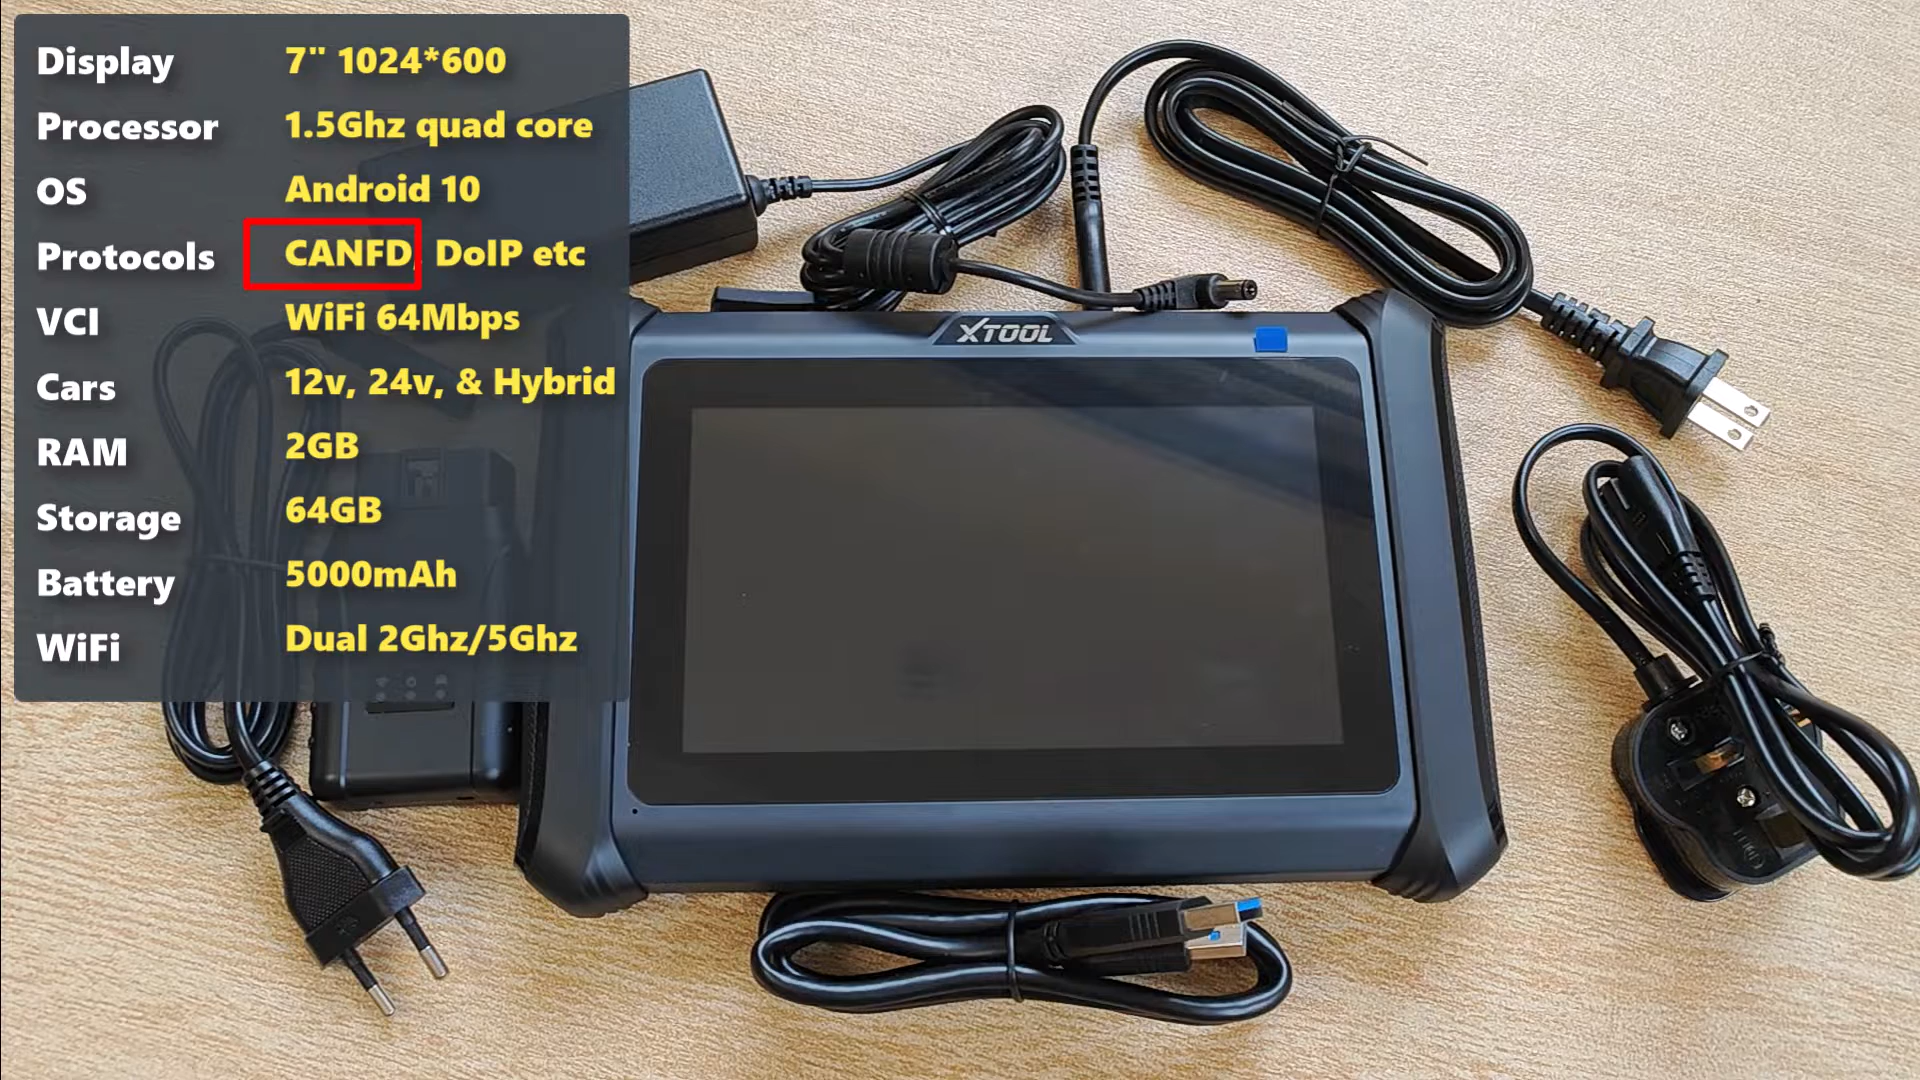 Display 7" 1024*600
Processor 1.5Ghz quad core
OS Android 10
Protocols CANFD, DoIP etc
VCI WiFi 64Mbps
Cars 12v, 24v, & Hybrid
RAM 2GB
Storage 64GB
Battery 5000mAh
WiFi Dual 2Ghz/5Ghz
XTOOL